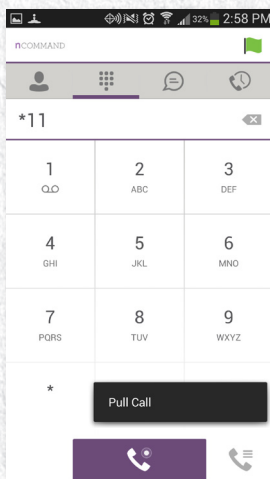 32% 2:58 PM
nCOMMAND
*11
1 2 3
ABC DEF
4 5 6
GHI JKL MNO
7 8 9
PQRS TUV WXYZ
*
Pull Call